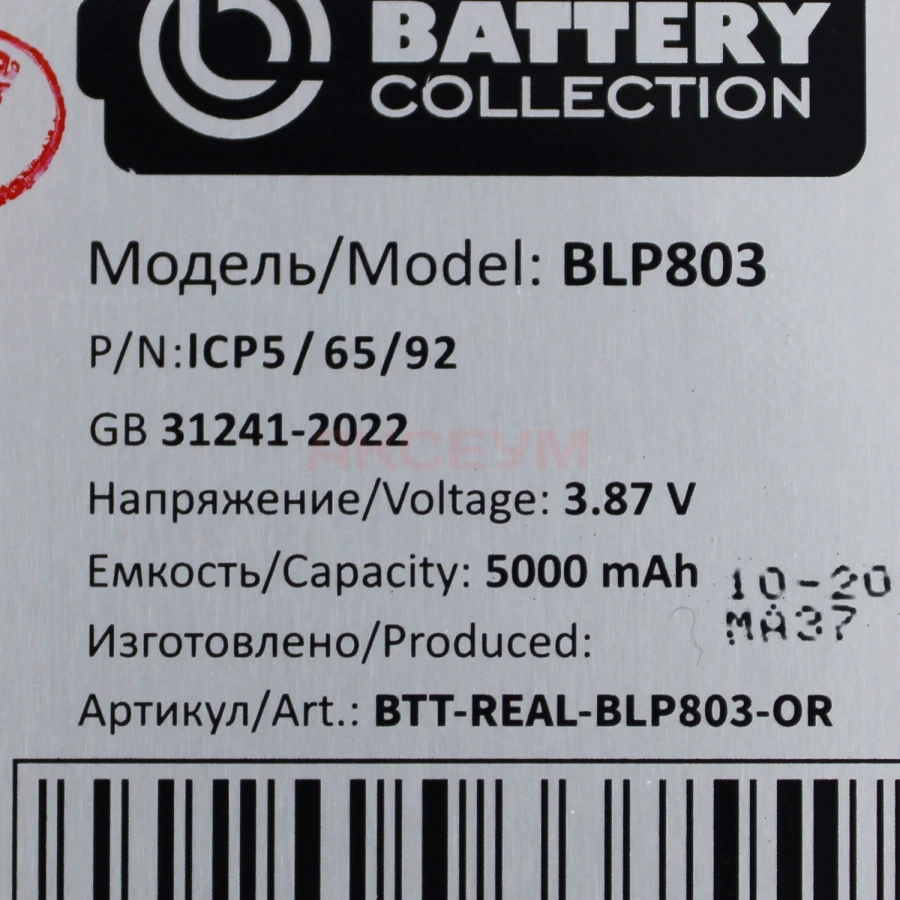 BATTERY
COLLECTION
Модель/Model: BLP803
P/N:lCP5/65/92
GB 31241-2022
АКСЕУМ
Напряжение/Voltage: 3.87 V
Емкость/Capacity: 5000 mAh
10-20
MA37
Изготовлено/Produced:
Артикул/Art.: BTT-REAL-BLP803-OR